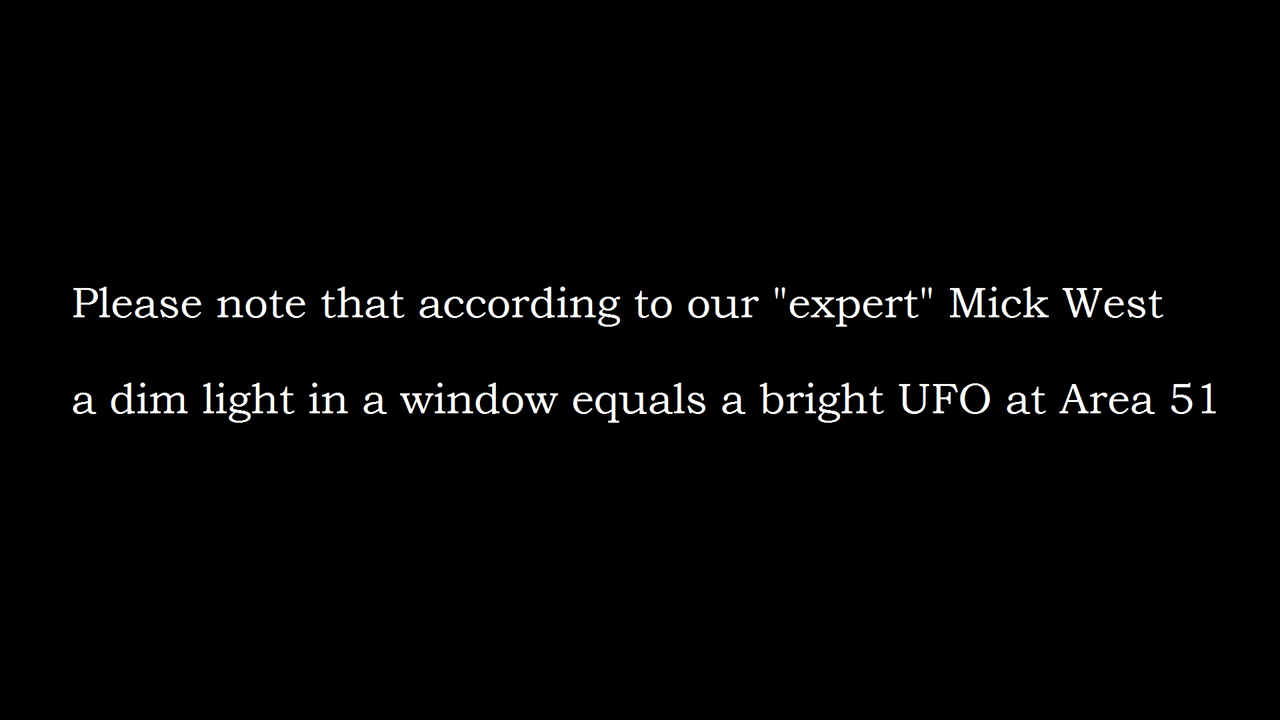 Please note that according to our "expert" Mick West
a dim light in a window equals a bright UFO at Area 51